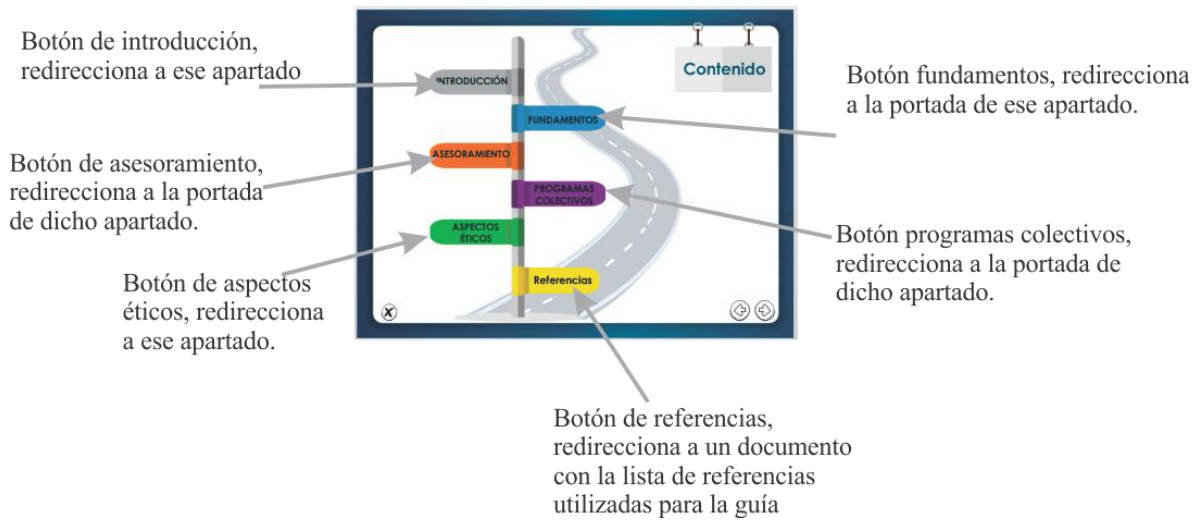 Botón de introducción,
redirecciona a ese apartado
Botón de asesoramiento,
redirecciona a la portada
de dicho apartado.
Botón de aspectos
éticos, redirecciona
a ese apartado.
Contenido
INTRODUCCIÓN
FUNDAMENTOS
ASESORAMIENTO
PROGRAMAS
COLECTIVOS
ASPECTOS
ÉTICOS
Referencias
X
Botón fundamentos, redirecciona
a la portada de ese apartado.
Botón programas colectivos,
redirecciona a la portada de
dicho apartado.
Botón de referencias,
redirecciona a un documento
con la lista de referencias
utilizadas para la guía